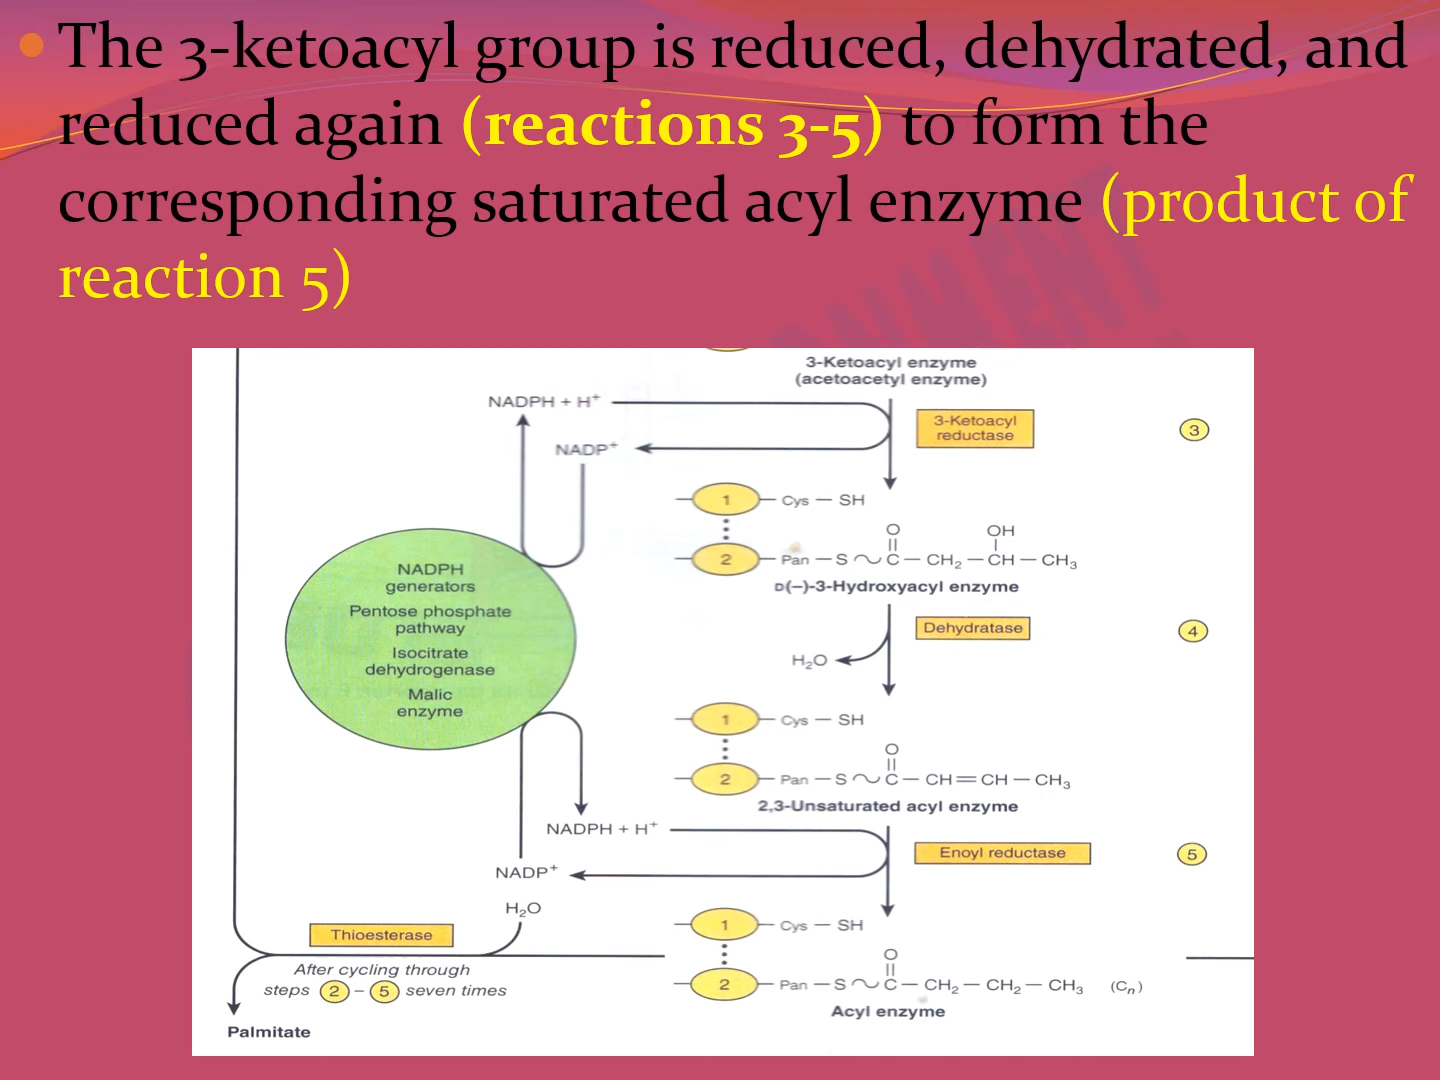 The 3-ketoacyl group is reduced, dehydrated, and
reduced again (reactions 3-5) to form the
corresponding saturated acyl enzyme (product of
reaction 5)
3-Ketoacyl enzyme
(acetoacetyl enzyme)
NADPH + H⁺
3-Ketoacyl
reductase
3
NADP⁺
1 Cys — SH
O OH
2 Pan — S ~ C — CH₂ — CH — CH₃
D(−)-3-Hydroxyacyl enzyme
NADPH
generators
Pentose phosphate
pathway
Isocitrate
dehydrogenase
Malic
enzyme
Dehydratase
4
H₂O
1 Cys — SH
O
2 Pan — S ~ C — CH = CH — CH₃
2,3-Unsaturated acyl enzyme
NADPH + H⁺
Enoyl reductase
5
NADP⁺
H₂O
Thioesterase
1 Cys — SH
O
2 Pan — S ~ C — CH₂ — CH₂ — CH₃ (Cₙ)
Acyl enzyme
After cycling through
steps 2 – 5 seven times
Palmitate